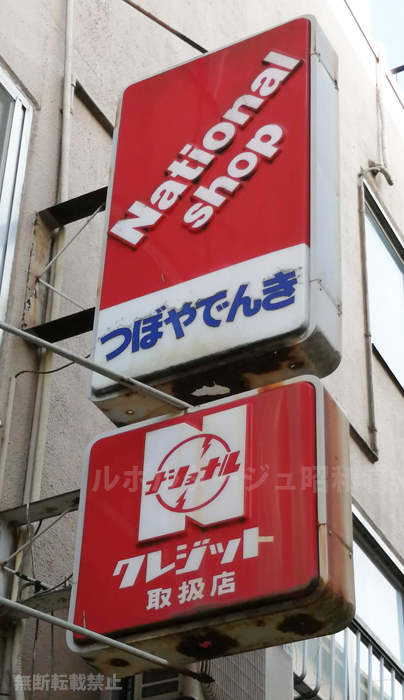 National
shop
つぼやでんき
ナショナル
クレジット
取扱店
無断転載禁止